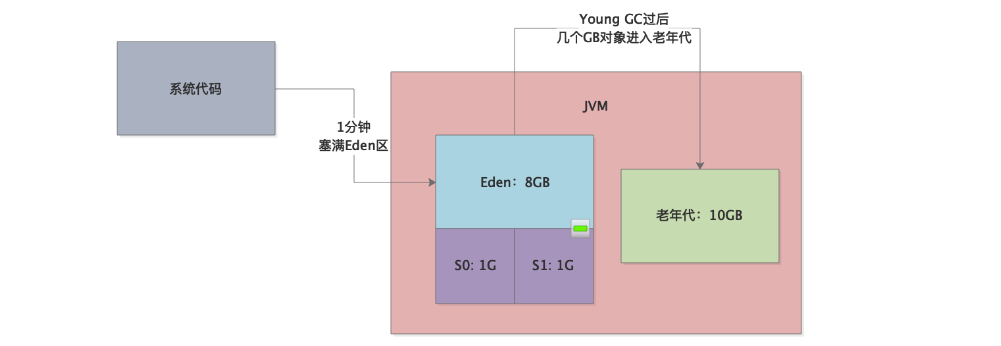 Young GC过后
几个GB对象进入老年代
系统代码
JVM
1分钟
塞满Eden区
Eden：8GB
老年代：10GB
S0: 1G
S1: 1G